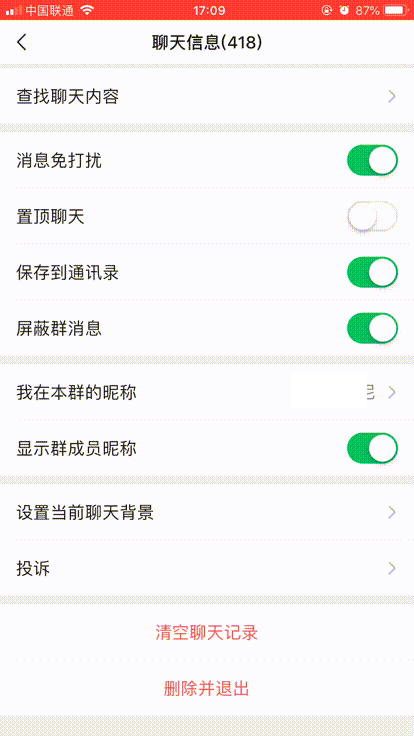 中国联通 17:09 87%
聊天信息(418)
查找聊天内容
消息免打扰
置顶聊天
保存到通讯录
屏蔽群消息
我在本群的昵称
显示群成员昵称
设置当前聊天背景
投诉
清空聊天记录
删除并退出